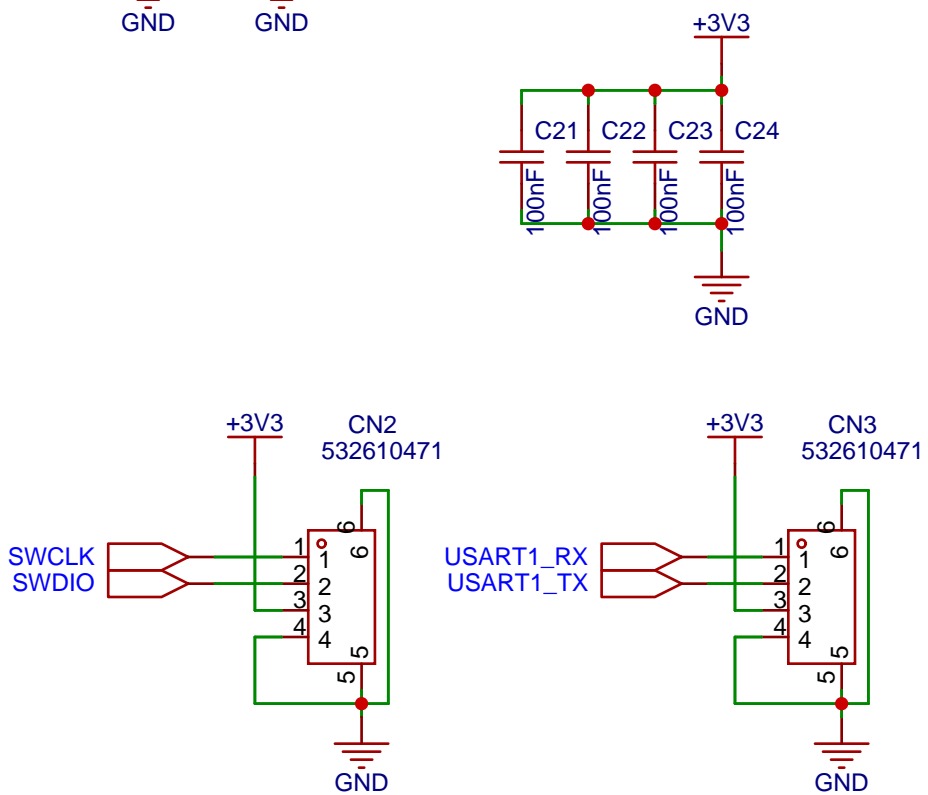 GND GND
+3V3
C21 C22 C23 C24
100nF 100nF 100nF 100nF
GND
+3V3 CN2
532610471
6
6
SWCLK 1 1
SWDIO 2 2
3 3
4 4
5
5
GND
+3V3 CN3
532610471
6
6
USART1_RX 1 1
USART1_TX 2 2
3 3
4 4
5
5
GND